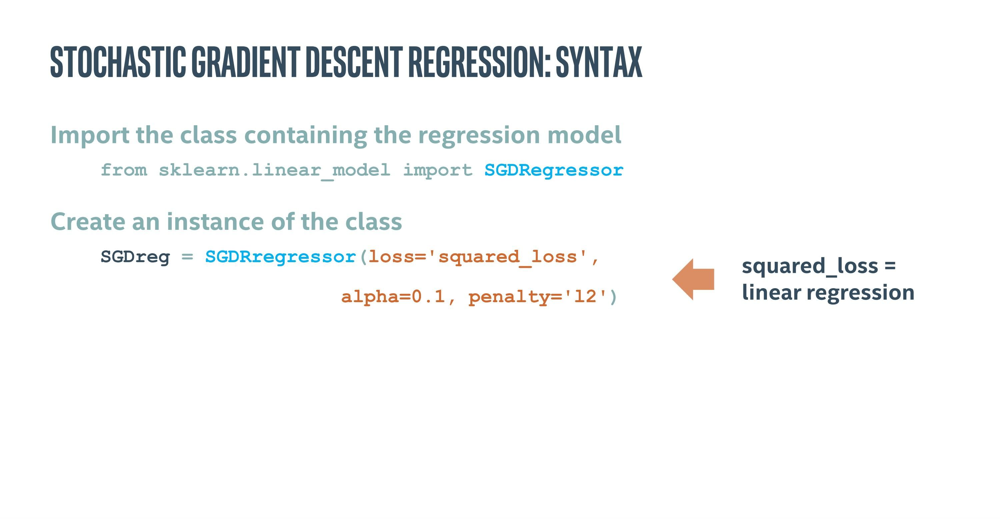 STOCHASTIC GRADIENT DESCENT REGRESSION: SYNTAX
Import the class containing the regression model
from sklearn.linear_model import SGDRegressor
Create an instance of the class
SGDreg = SGDRregressor(loss='squared_loss',
alpha=0.1, penalty='l2')
squared_loss =
linear regression